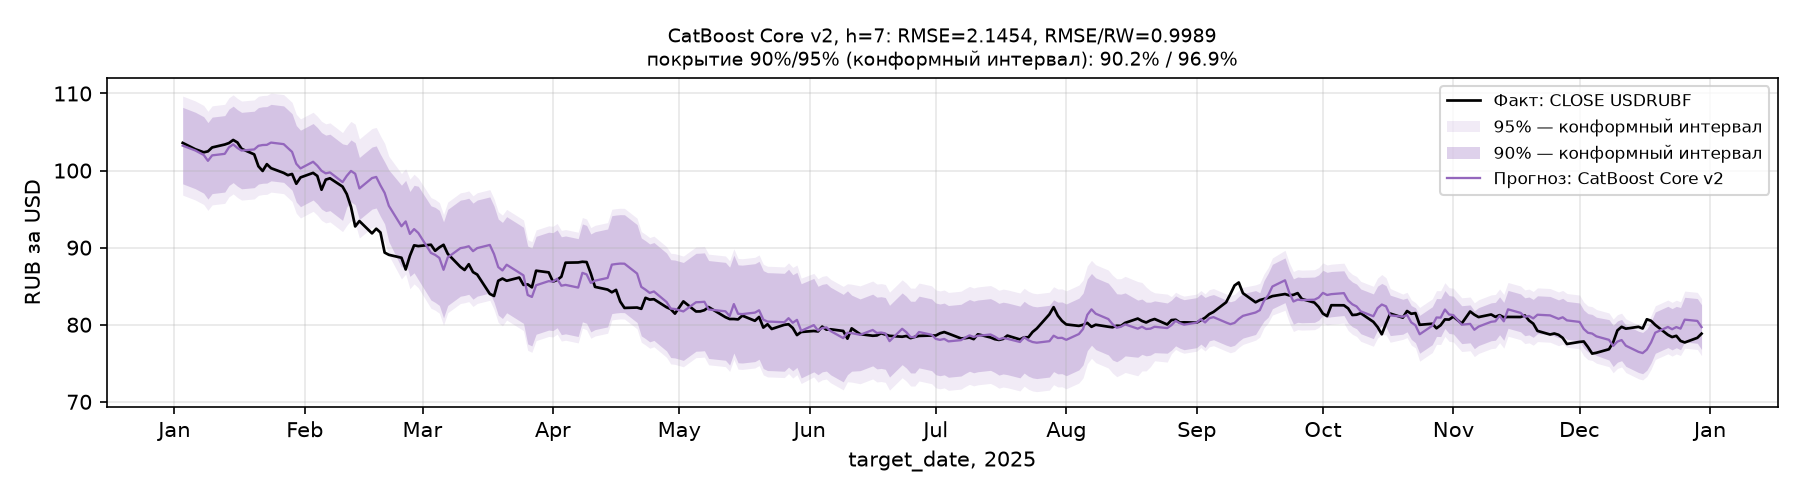 CatBoost Core v2, h=7: RMSE=2.1454, RMSE/RW=0.9989
покрытие 90%/95% (конформный интервал): 90.2% / 96.9%
110
100
90
80
70
RUB за USD
Факт: CLOSE USDRUBF
95% — конформный интервал
90% — конформный интервал
Прогноз: CatBoost Core v2
Jan Feb Mar Apr May Jun Jul Aug Sep Oct Nov Dec Jan
target_date, 2025